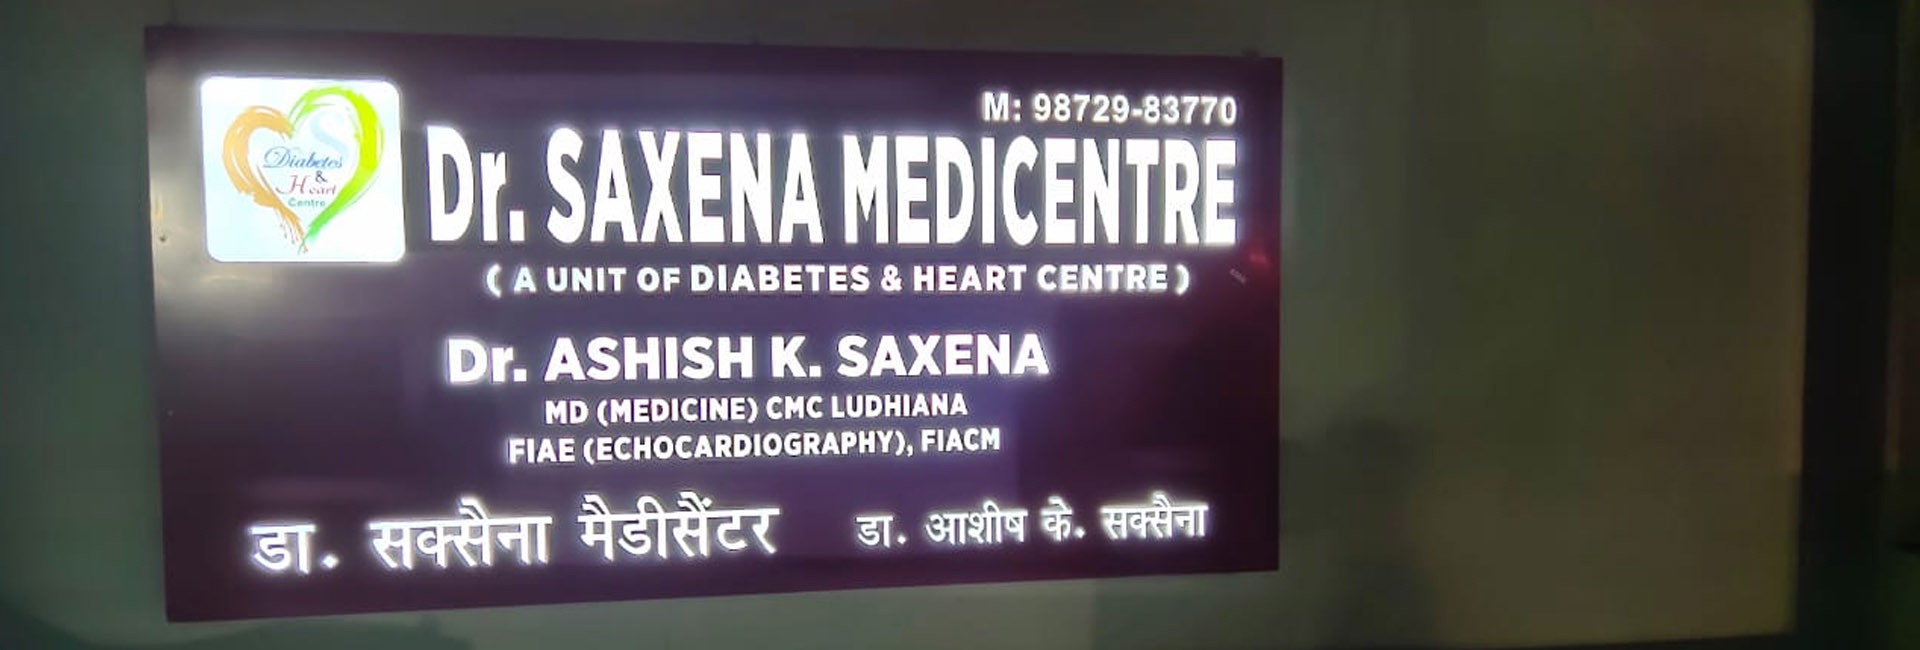 Diabetes
&
Heart
Centre
M: 98729-83770
Dr. SAXENA MEDICENTRE
( A UNIT OF DIABETES & HEART CENTRE )
Dr. ASHISH K. SAXENA
MD (MEDICINE) CMC LUDHIANA
FIAE (ECHOCARDIOGRAPHY), FIACM
डा. सक्सैना मैडीसैंटर डा. आशीष के. सक्सैना